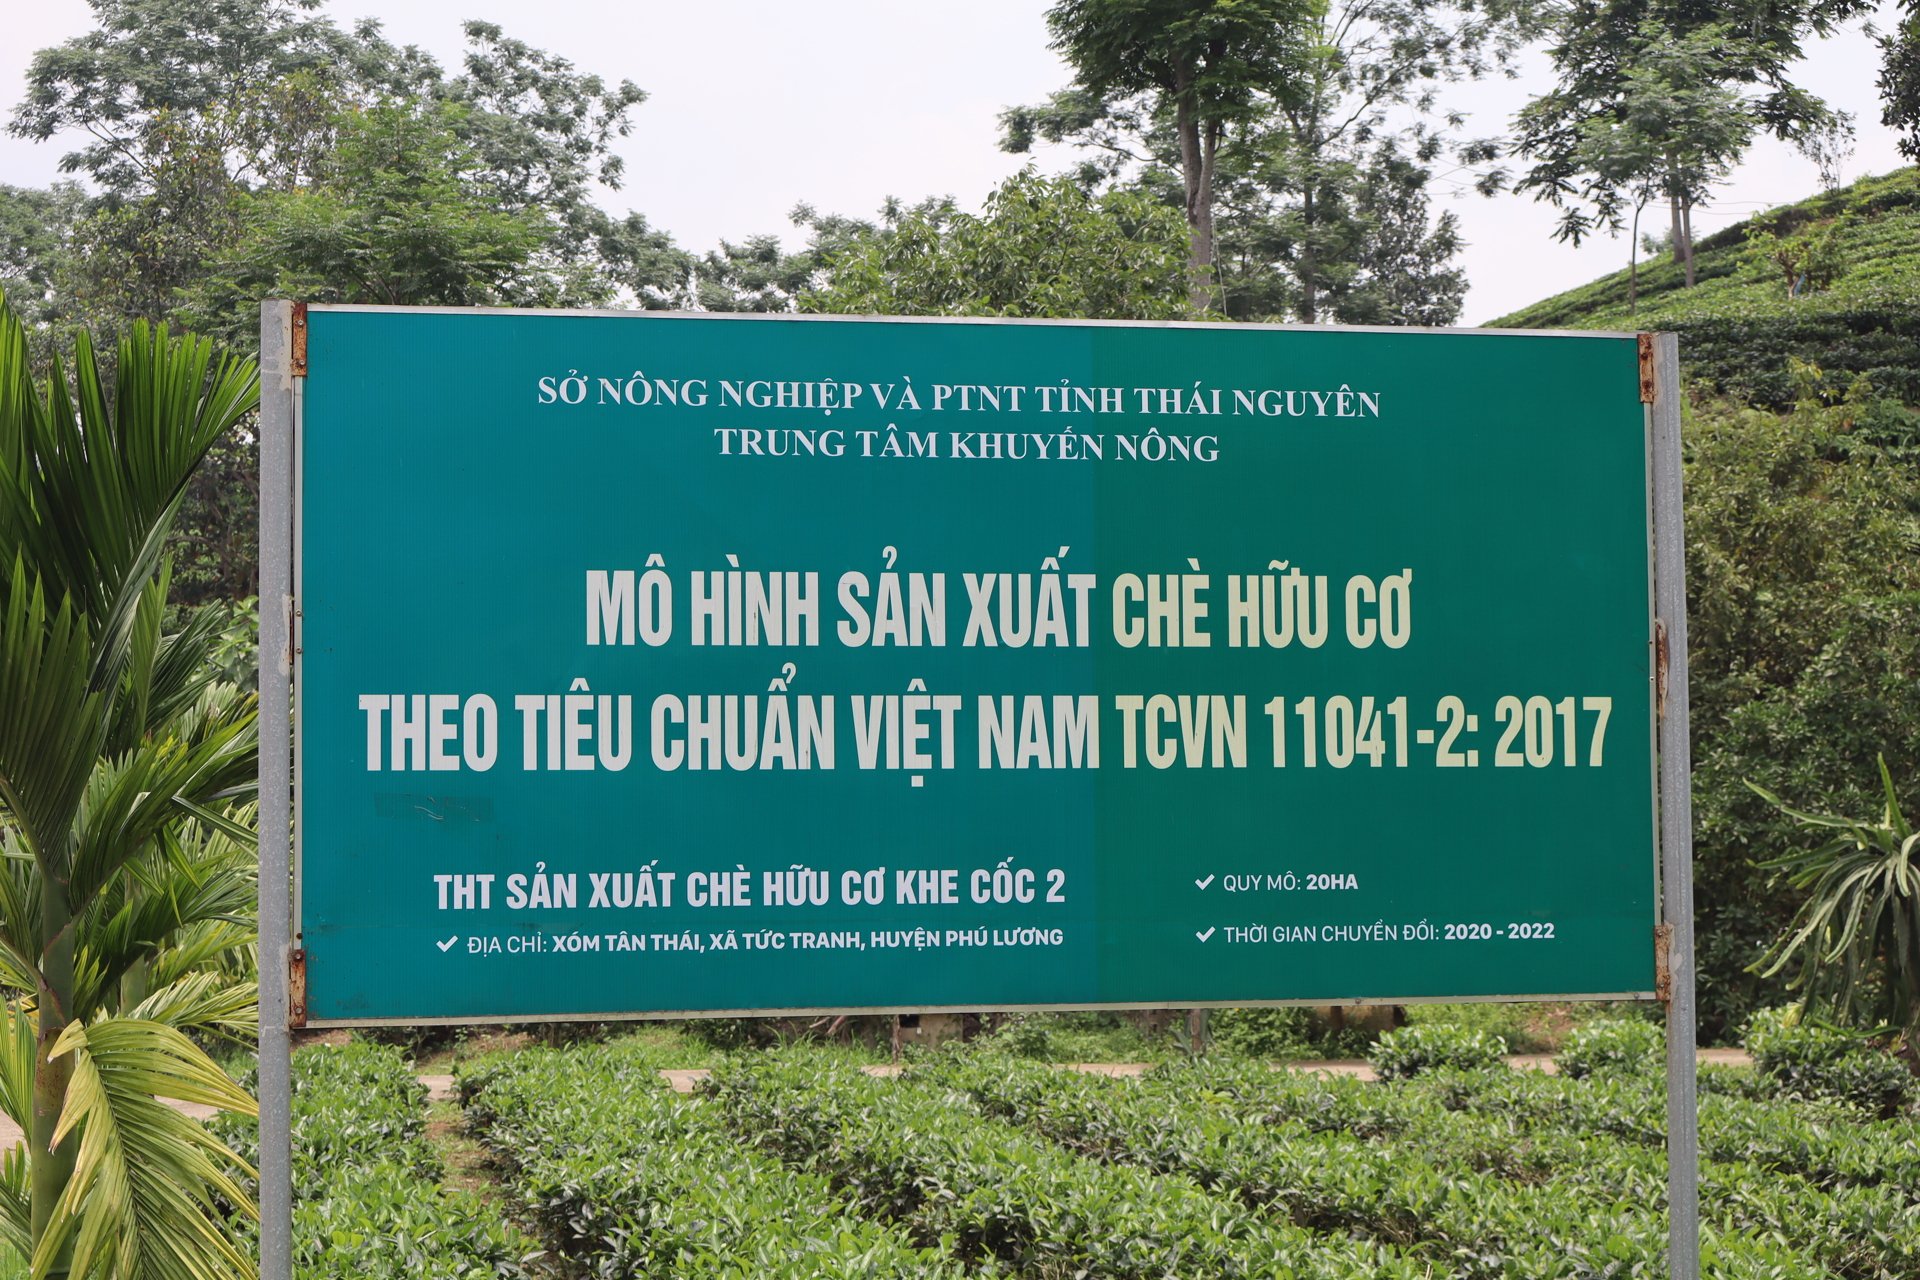 SỞ NÔNG NGHIỆP VÀ PTNT TỈNH THÁI NGUYÊN
TRUNG TÂM KHUYẾN NÔNG
MÔ HÌNH SẢN XUẤT CHÈ HỮU CƠ
THEO TIÊU CHUẨN VIỆT NAM TCVN 11041-2: 2017
THT SẢN XUẤT CHÈ HỮU CƠ KHE CỐC 2
ĐỊA CHỈ: XÓM TÂN THÁI, XÃ TỨC TRANH, HUYỆN PHÚ LƯƠNG
QUY MÔ: 20HA
THỜI GIAN CHUYỂN ĐỔI: 2020 - 2022